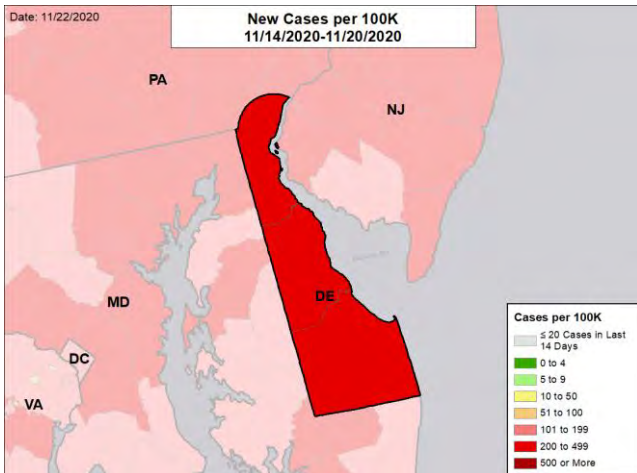 Date: 11/22/2020
New Cases per 100K
11/14/2020-11/20/2020
PA
NJ
DE
MD
DC
VA
Cases per 100K
≤ 20 Cases in Last
14 Days
0 to 4
5 to 9
10 to 50
51 to 100
101 to 199
200 to 499
500 or More